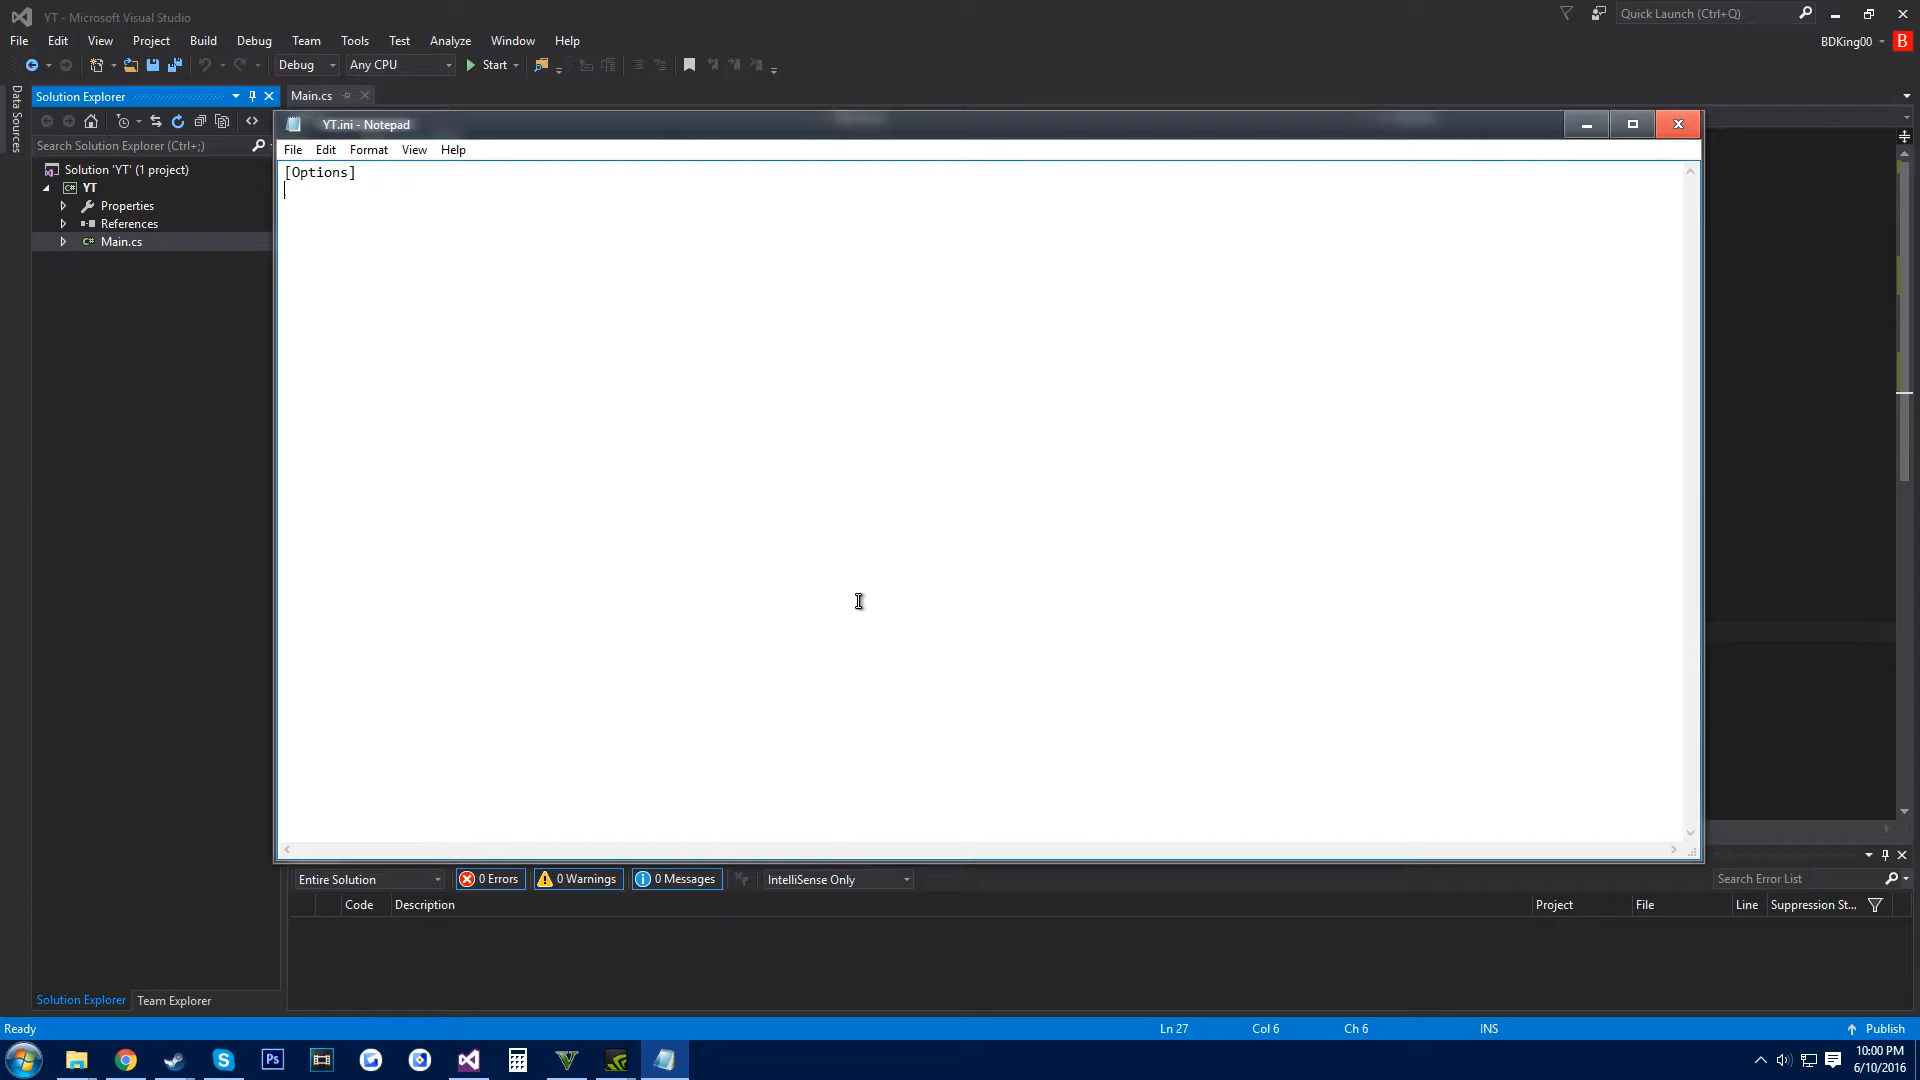 YT - Microsoft Visual Studio
Quick Launch (Ctrl+Q)
File Edit View Project Build Debug Team Tools Test Analyze Window Help
BDKing00 B
Debug Any CPU Start
Data Sources
Solution Explorer
Main.cs
Search Solution Explorer (Ctrl+;)
Solution 'YT' (1 project)
C# YT
Properties
References
C# Main.cs
YT.ini - Notepad
File Edit Format View Help
[Options]
Entire Solution
0 Errors
0 Warnings
0 Messages
IntelliSense Only
Search Error List
Code Description Project File Line Suppression St...
Solution Explorer Team Explorer
Ready Ln 27 Col 6 Ch 6 INS Publish
Ps
10:00 PM
6/10/2016